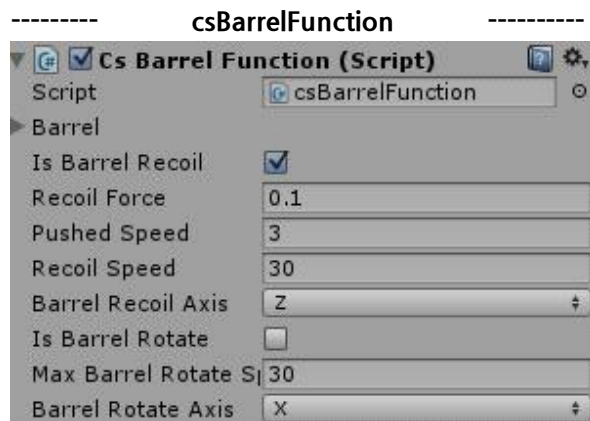 ---------- csBarrelFunction ----------
Cs Barrel Function (Script)
Script csBarrelFunction
Barrel
Is Barrel Recoil
Recoil Force 0.1
Pushed Speed 3
Recoil Speed 30
Barrel Recoil Axis Z
Is Barrel Rotate
Max Barrel Rotate Sp 30
Barrel Rotate Axis X